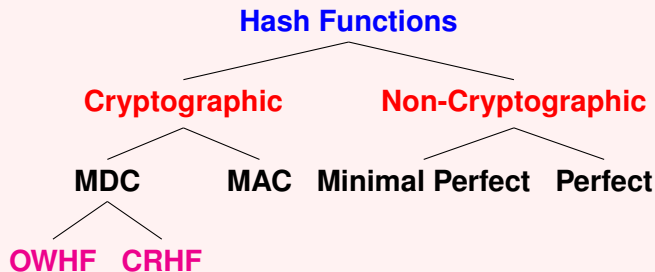 Hash Functions
Cryptographic Non-Cryptographic
MDC MAC Minimal Perfect Perfect
OWHF CRHF